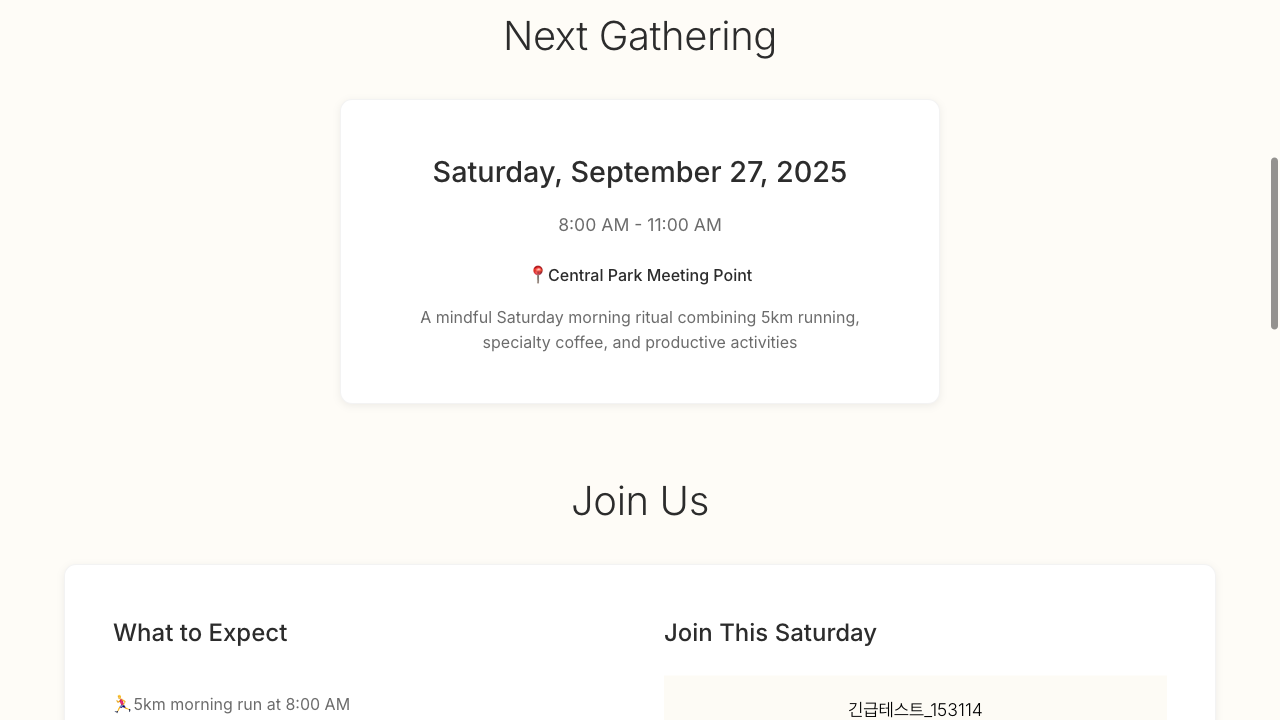 Next Gathering
Saturday, September 27, 2025
8:00 AM - 11:00 AM
📍Central Park Meeting Point
A mindful Saturday morning ritual combining 5km running,
specialty coffee, and productive activities
Join Us
What to Expect
🏃‍♀️5km morning run at 8:00 AM
Join This Saturday
긴급테스트_153114